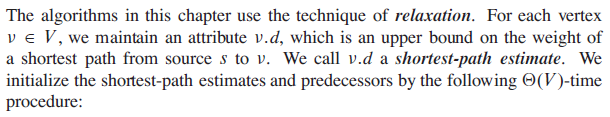 The algorithms in this chapter use the technique of relaxation. For each vertex
v ∈ V, we maintain an attribute v.d, which is an upper bound on the weight of
a shortest path from source s to v. We call v.d a shortest-path estimate. We
initialize the shortest-path estimates and predecessors by the following Θ(V)-time
procedure: